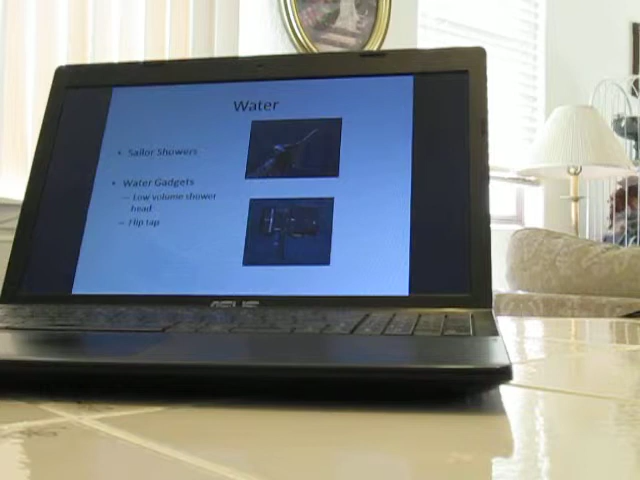 Water
• Sailor Showers
• Water Gadgets
– Low volume shower
head
– Flip tap
ASUS